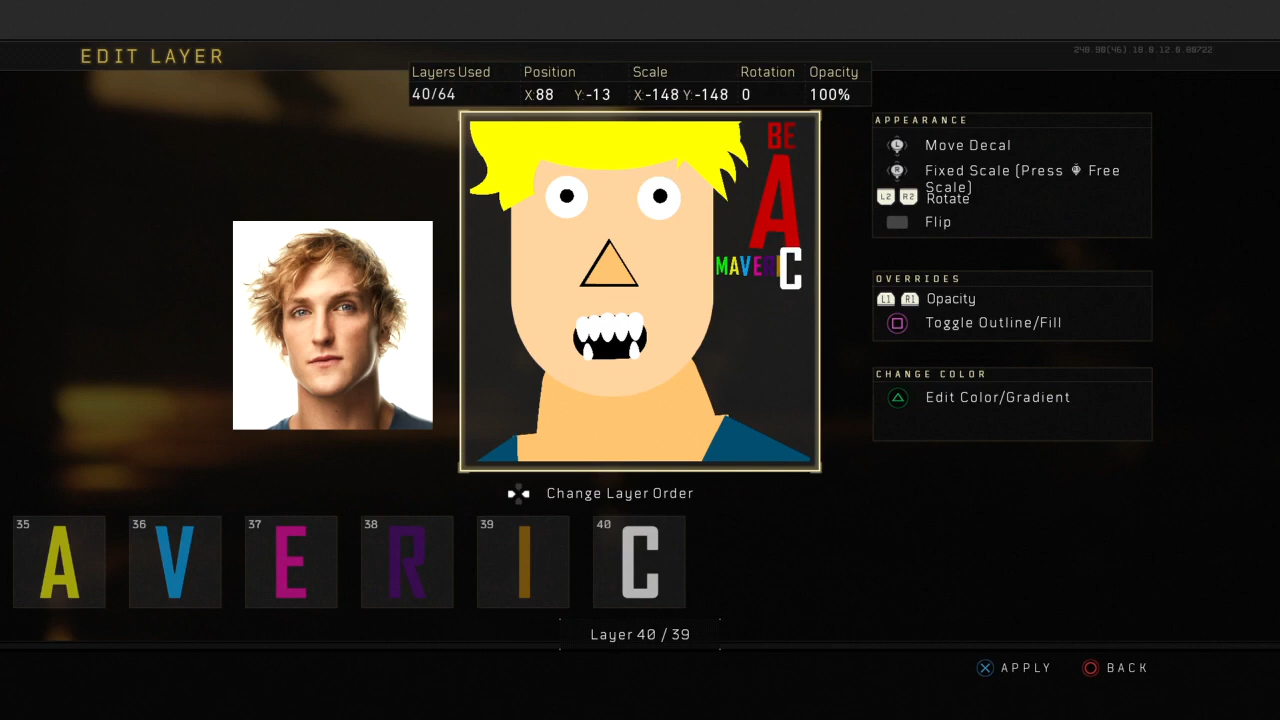 EDIT LAYER
Layers Used Position Scale Rotation Opacity
40/64 X:88 Y:-13 X:-148 Y:-148 0 100%
BE
A
MAVERIC
APPEARANCE
L Move Decal
R Fixed Scale (Press Free
Scale)
L2 R2 Rotate
Flip
OVERRIDES
L1 R1 Opacity
Toggle Outline/Fill
CHANGE COLOR
Edit Color/Gradient
Change Layer Order
35 36 37 38 39 40
A V E R I C
Layer 40 / 39
APPLY BACK